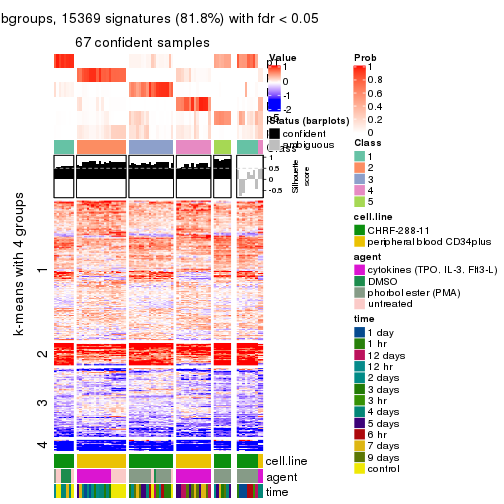 bgroups, 15369 signatures (81.8%) with fdr < 0.05
67 confident samples
k-means with 4 groups
1
2
3
4
p1
p5
Class
1
0.5
0
-0.5
Silhouette
score
cell.line
agent
time
Value
1
0
-1
-2
Status (barplots)
confident
ambiguous
Prob
1
0.8
0.6
0.4
0.2
0
Class
1
2
3
4
5
cell.line
CHRF-288-11
peripheral blood CD34plus
agent
cytokines (TPO, IL-3, Flt3-L)
DMSO
phorbol ester (PMA)
untreated
time
1 day
1 hr
12 days
12 hr
2 days
3 days
3 hr
4 days
5 days
6 hr
7 days
9 days
control